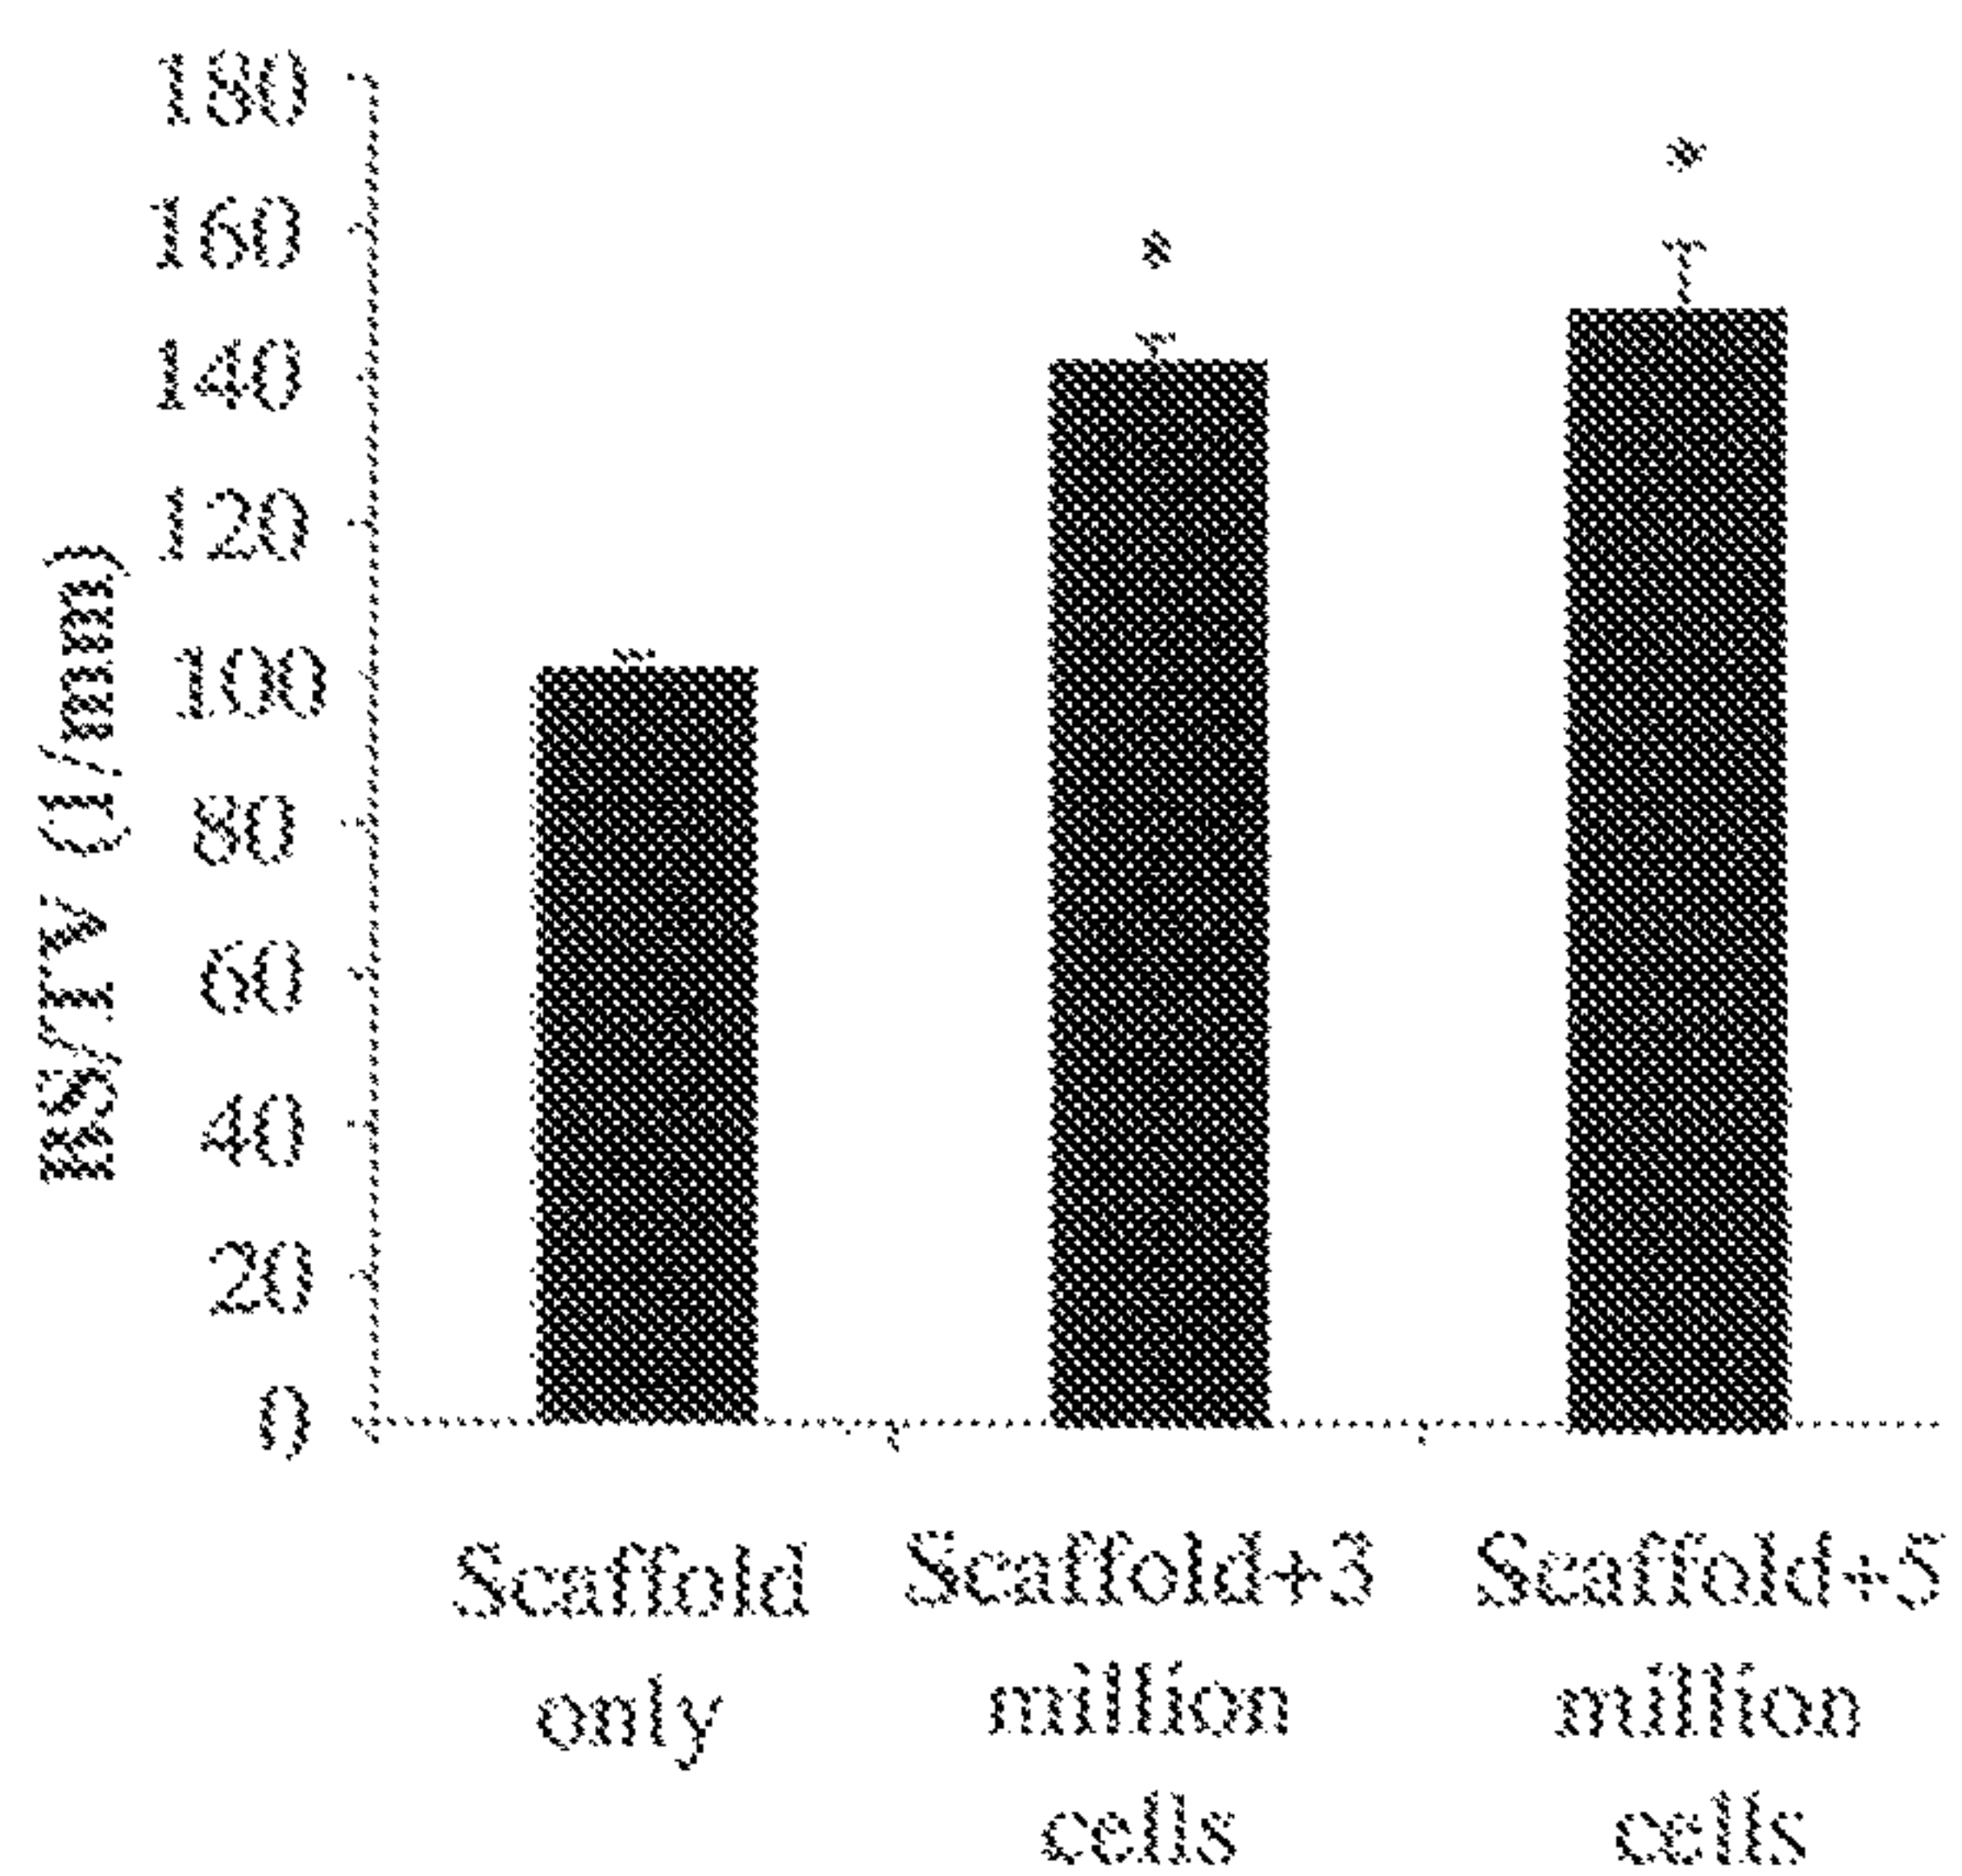 BS/TV (1/mm)
180
160
140
120
100
80
60
40
20
0
*
*
Scaffold
only
Scaffold+3
million
cells
Scaffold+5
million
cells